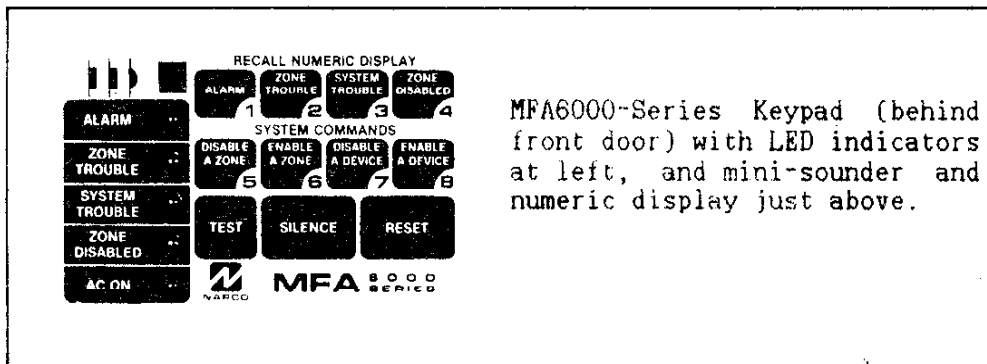 RECALL NUMERIC DISPLAY
ALARM 1
ZONE TROUBLE 2
SYSTEM TROUBLE 3
ZONE DISABLED 4
SYSTEM COMMANDS
DISABLE A ZONE 5
ENABLE A ZONE 6
DISABLE A DEVICE 7
ENABLE A DEVICE 8
TEST
SILENCE
RESET
ALARM
ZONE
TROUBLE
SYSTEM
TROUBLE
ZONE
DISABLED
AC ON
NAPCO
MFA 6000
SERIES
MFA6000-Series Keypad (behind
front door) with LED indicators
at left, and mini-sounder and
numeric display just above.